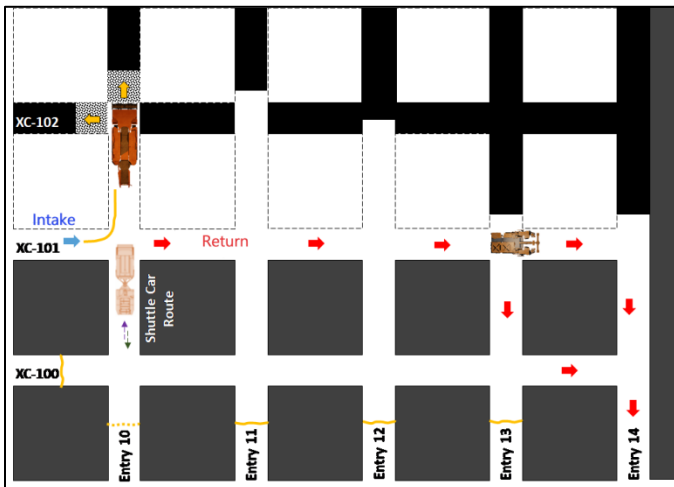 XC-102
Intake
XC-101
Return
Shuttle Car
Route
XC-100
Entry 10
Entry 11
Entry 12
Entry 13
Entry 14